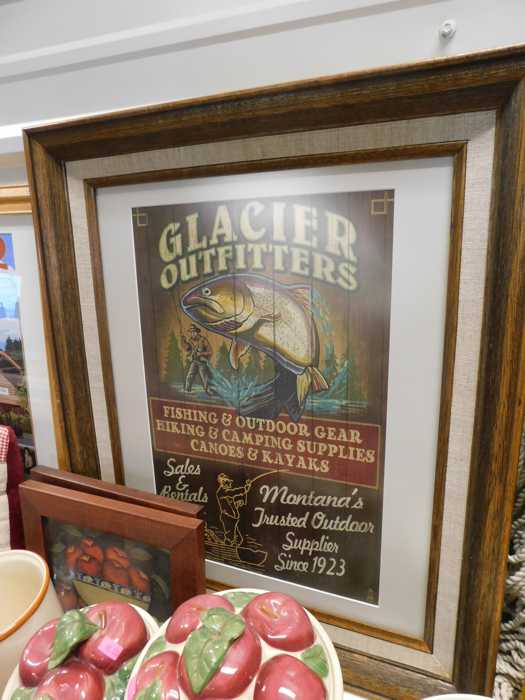 GLACIER
OUTFITTERS
FISHING & OUTDOOR GEAR
HIKING & CAMPING SUPPLIES
CANOES & KAYAKS
Sales
&
Rentals
Montana's
Trusted Outdoor
Supplier
Since 1923